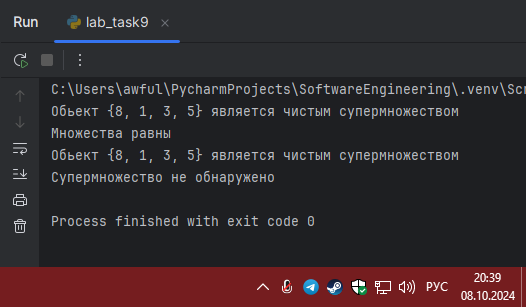 Run
lab_task9
C:\Users\awful\PycharmProjects\SoftwareEngineering\.venv\Scr
Обьект {8, 1, 3, 5} является чистым супермножеством
Множества равны
Обьект {8, 1, 3, 5} является чистым супермножеством
Супермножество не обнаружено
Process finished with exit code 0
20:39
РУС
08.10.2024